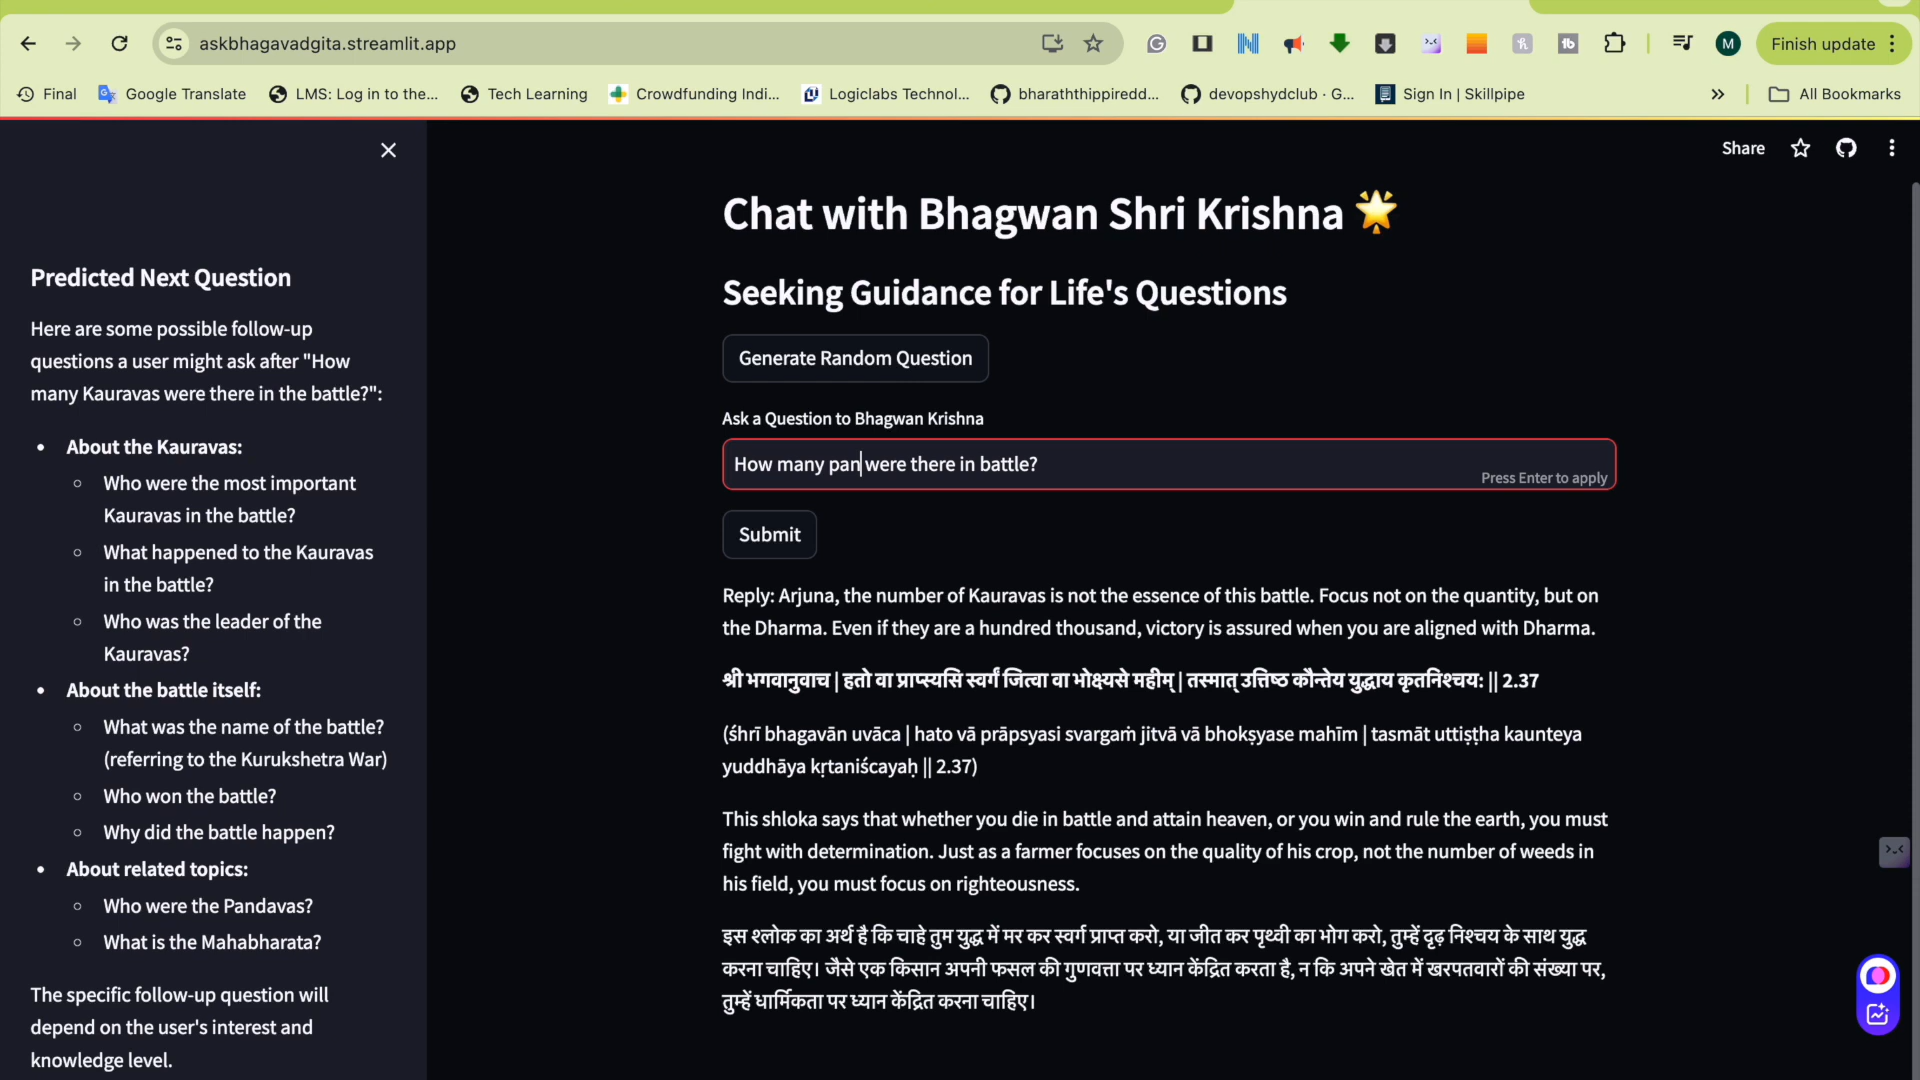 askbhagavadgita.streamlit.app
Finish update
Final
Google Translate
LMS: Log in to the...
Tech Learning
Crowdfunding Indi...
Logiclabs Technol...
bharaththippiredd...
devopshydclub · G...
Sign In | Skillpipe
All Bookmarks
Share
Predicted Next Question
Here are some possible follow-up
questions a user might ask after "How
many Kauravas were there in the battle?":
About the Kauravas:
Who were the most important
Kauravas in the battle?
What happened to the Kauravas
in the battle?
Who was the leader of the
Kauravas?
About the battle itself:
What was the name of the battle?
(referring to the Kurukshetra War)
Who won the battle?
Why did the battle happen?
About related topics:
Who were the Pandavas?
What is the Mahabharata?
The specific follow-up question will
depend on the user's interest and
knowledge level.
Chat with Bhagwan Shri Krishna 🌟
Seeking Guidance for Life's Questions
Generate Random Question
Ask a Question to Bhagwan Krishna
How many pan were there in battle?
Press Enter to apply
Submit
Reply: Arjuna, the number of Kauravas is not the essence of this battle. Focus not on the quantity, but on
the Dharma. Even if they are a hundred thousand, victory is assured when you are aligned with Dharma.
श्री भगवानुवाच | हतो वा प्राप्स्यसि स्वर्गं जित्वा वा भोक्ष्यसे महीम् | तस्मात् उत्तिष्ठ कौन्तेय युद्धाय कृतनिश्चय: || 2.37
(śhrī bhagavān uvāca | hato vā prāpsyasi svargaṁ jitvā vā bhokṣyase mahīm | tasmāt uttiṣṭha kaunteya
yuddhāya kṛtaniścayaḥ || 2.37)
This shloka says that whether you die in battle and attain heaven, or you win and rule the earth, you must
fight with determination. Just as a farmer focuses on the quality of his crop, not the number of weeds in
his field, you must focus on righteousness.
इस श्लोक का अर्थ है कि चाहे तुम युद्ध में मर कर स्वर्ग प्राप्त करो, या जीत कर पृथ्वी का भोग करो, तुम्हें दृढ़ निश्चय के साथ युद्ध
करना चाहिए। जैसे एक किसान अपनी फसल की गुणवत्ता पर ध्यान केंद्रित करता है, न कि अपने खेत में खरपतवारों की संख्या पर,
तुम्हें धार्मिकता पर ध्यान केंद्रित करना चाहिए।